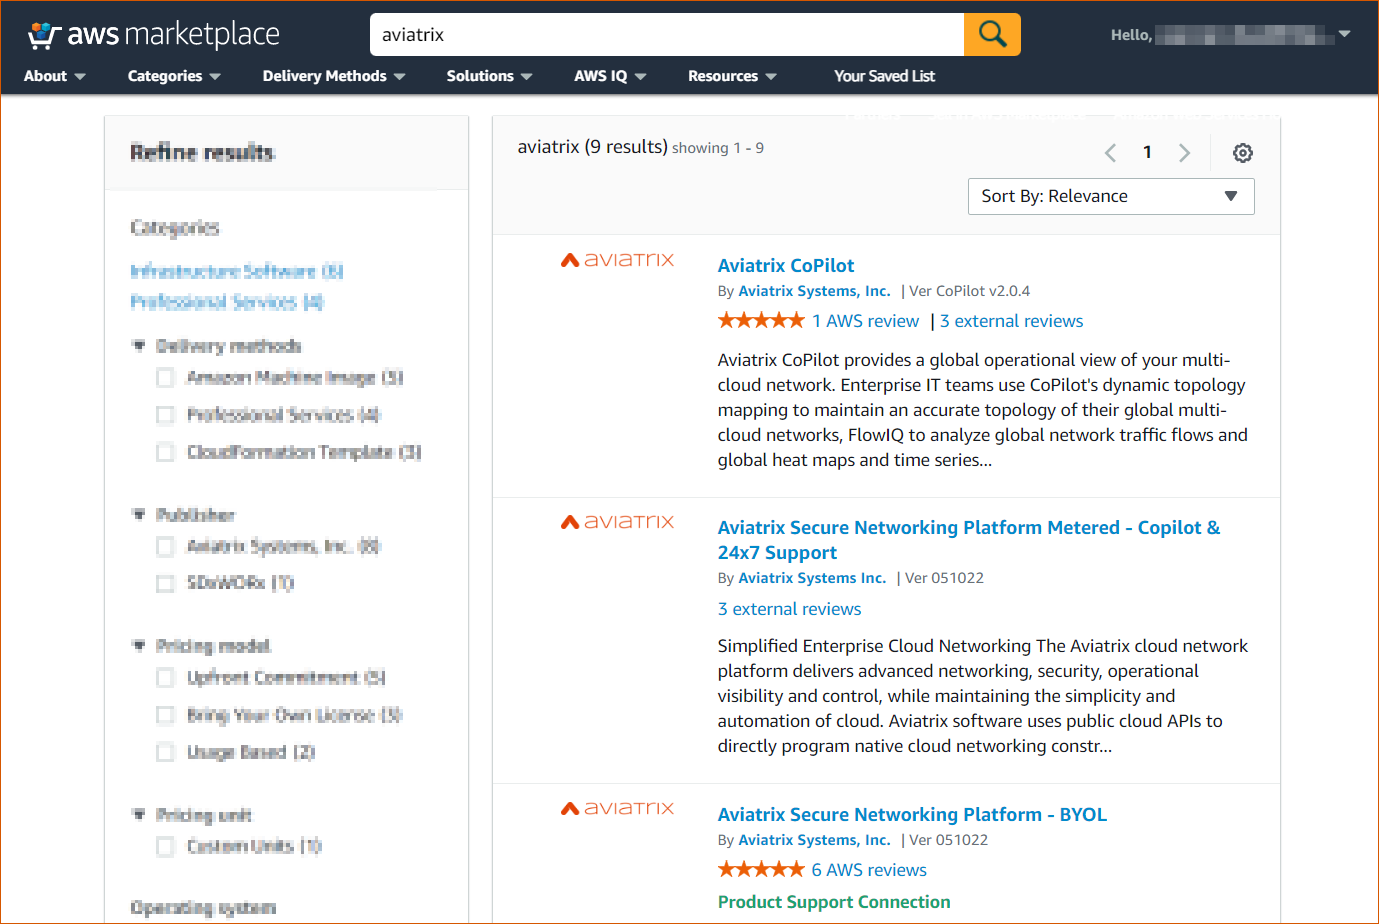 aws marketplace
aviatrix
Hello,
About
Categories
Delivery Methods
Solutions
AWS IQ
Resources
Your Saved List
Refine results
Categories
Infrastructure Software
Professional Services (4)
Delivery methods
Amazon Machine Image (5)
Professional Services (4)
CloudFormation Template (3)
Publisher
Aviatrix Systems, Inc. (8)
SDxWORx (1)
Pricing model
Upfront Commitment (5)
Bring Your Own License (3)
Usage Based (2)
Pricing unit
Custom Units (1)
Operating system
aviatrix (9 results) showing 1 - 9
1
Sort By: Relevance
AVIATRIX
Aviatrix CoPilot
By Aviatrix Systems, Inc. | Ver CoPilot v2.0.4
1 AWS review | 3 external reviews
Aviatrix CoPilot provides a global operational view of your multi-
cloud network. Enterprise IT teams use CoPilot's dynamic topology
mapping to maintain an accurate topology of their global multi-
cloud networks, FlowIQ to analyze global network traffic flows and
global heat maps and time series...
AVIATRIX
Aviatrix Secure Networking Platform Metered - Copilot &
24x7 Support
By Aviatrix Systems Inc. | Ver 051022
3 external reviews
Simplified Enterprise Cloud Networking The Aviatrix cloud network
platform delivers advanced networking, security, operational
visibility and control, while maintaining the simplicity and
automation of cloud. Aviatrix software uses public cloud APIs to
directly program native cloud networking constr...
AVIATRIX
Aviatrix Secure Networking Platform - BYOL
By Aviatrix Systems, Inc. | Ver 051022
6 AWS reviews
Product Support Connection